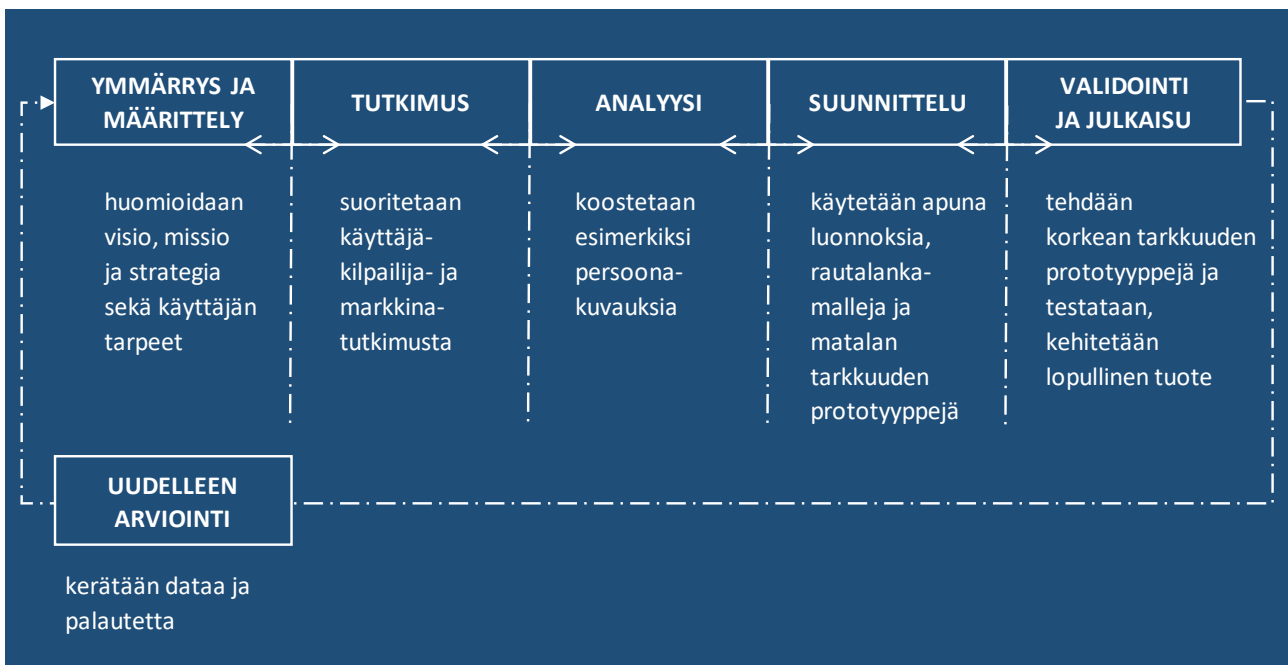 YMMÄRRYS JA
MÄÄRITTELY
TUTKIMUS
ANALYYSI
SUUNNITTELU
VALIDOINTI
JA JULKAISU
huomioidaan
visio, missio
ja strategia
sekä käyttäjän
tarpeet
suoritetaan
käyttäjä-
kilpailija- ja
markkina-
tutkimusta
koostetaan
esimerkiksi
persoona-
kuvauksia
käytetään apuna
luonnoksia,
rautalanka-
malleja ja
matalan
tarkkuuden
prototyyppejä
tehdään
korkean tarkkuuden
prototyyppejä ja
testataan,
kehitetään
lopullinen tuote
UUDELLEEN
ARVIOINTI
kerätään dataa ja
palautetta